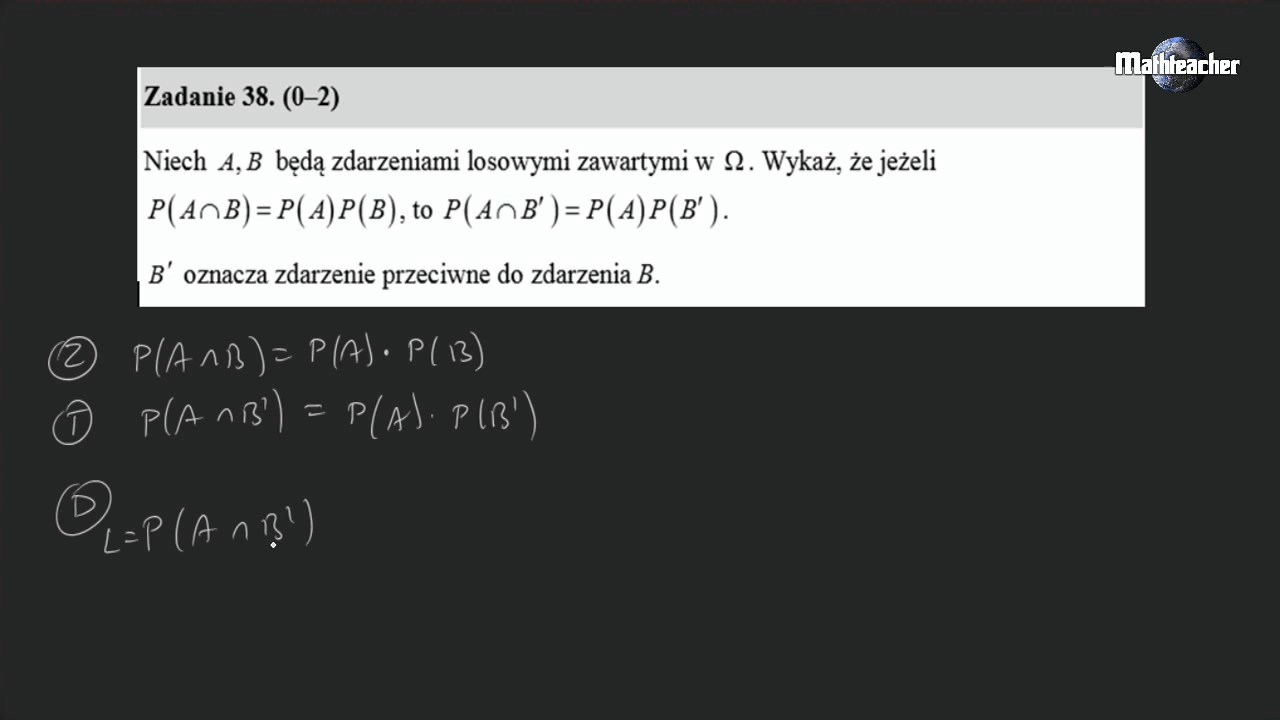 Mathteacher
Zadanie 38. (0–2)
Niech A, B będą zdarzeniami losowymi zawartymi w Ω. Wykaż, że jeżeli
P(A∩B)=P(A)P(B), to P(A∩B′)=P(A)P(B′).
B′ oznacza zdarzenie przeciwne do zdarzenia B.
Z P(A∩B)=P(A)·P(B)
T P(A∩B')=P(A)·P(B')
D
L=P(A∩B')